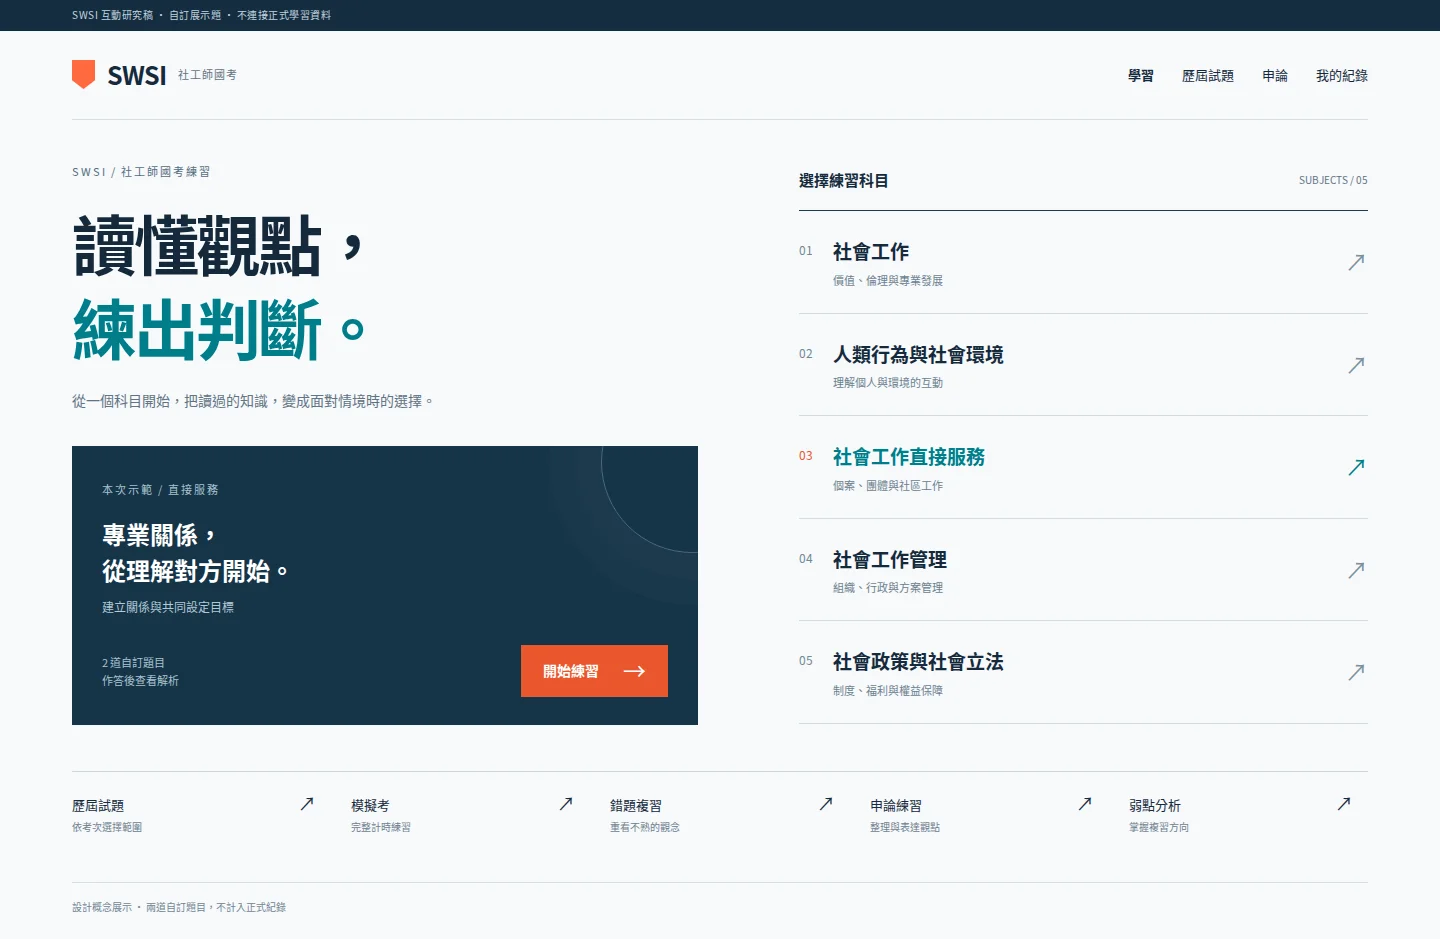 SWSI 互動研究稿 · 自訂展示題 · 不連接正式學習資料
SWSI 社工師國考
學習 歷屆試題 申論 我的紀錄
SWSI / 社工師國考練習
讀懂觀點，
練出判斷。
從一個科目開始，把讀過的知識，變成面對情境時的選擇。
本次示範 / 直接服務
專業關係，
從理解對方開始。
建立關係與共同設定目標
2 道自訂題目
作答後查看解析
開始練習 →
選擇練習科目 SUBJECTS / 05
01 社會工作 ↗
價值、倫理與專業發展
02 人類行為與社會環境 ↗
理解個人與環境的互動
03 社會工作直接服務 ↗
個案、團體與社區工作
04 社會工作管理 ↗
組織、行政與方案管理
05 社會政策與社會立法 ↗
制度、福利與權益保障
歷屆試題 ↗
依考次選擇範圍
模擬考 ↗
完整計時練習
錯題複習 ↗
重看不熟的觀念
申論練習 ↗
整理與表達觀點
弱點分析 ↗
掌握複習方向
設計概念展示 · 兩道自訂題目，不計入正式紀錄